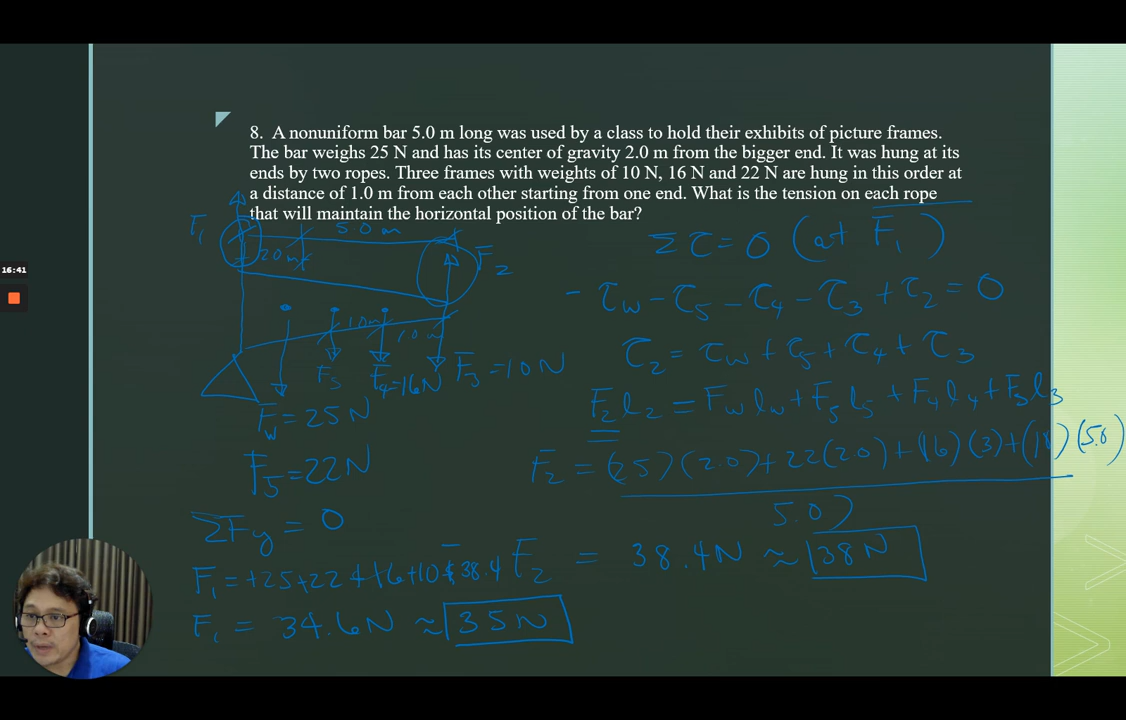 8. A nonuniform bar 5.0 m long was used by a class to hold their exhibits of picture frames.
The bar weighs 25 N and has its center of gravity 2.0 m from the bigger end. It was hung at its
ends by two ropes. Three frames with weights of 10 N, 16 N and 22 N are hung in this order at
a distance of 1.0 m from each other starting from one end. What is the tension on each rope
that will maintain the horizontal position of the bar?
F₁
5.0 m
F₂
2.0 m
1.0m
1.0m
F₅
F₄=16N
F₃=10N
F_w = 25N
F₅=22N
ΣFy = 0
F₁ = +25+22+16+10-38.4
F₁ = 34.6N ≈ 35N
Στ = 0 (at F₁)
- τ_w - τ₅ - τ₄ - τ₃ + τ₂ = 0
τ₂ = τ_w + τ₅ + τ₄ + τ₃
F₂l₂ = F_w l_w + F₅l₅ + F₄l₄ + F₃l₃
F₂ = (25)(2.0)+22(2.0)+(16)(3)+(10)(5.0)
5.0
F₂ = 38.4N ≈ 38N
16:41